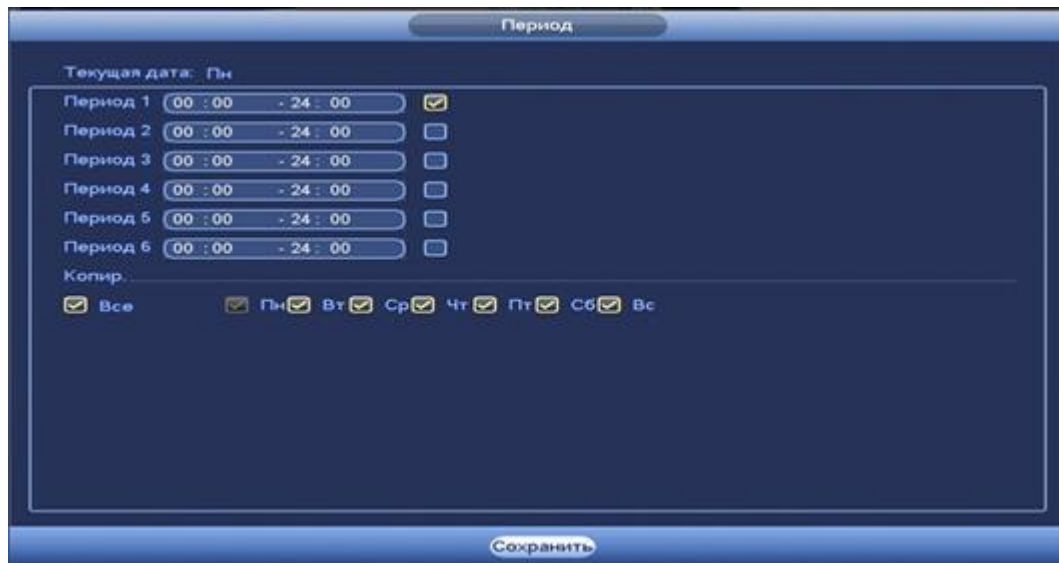 Период
Текущая дата: Пн
Период 1 00 : 00 - 24 : 00
Период 2 00 : 00 - 24 : 00
Период 3 00 : 00 - 24 : 00
Период 4 00 : 00 - 24 : 00
Период 5 00 : 00 - 24 : 00
Период 6 00 : 00 - 24 : 00
Копир.
Все Пн Вт Ср Чт Пт Сб Вс
Сохранить